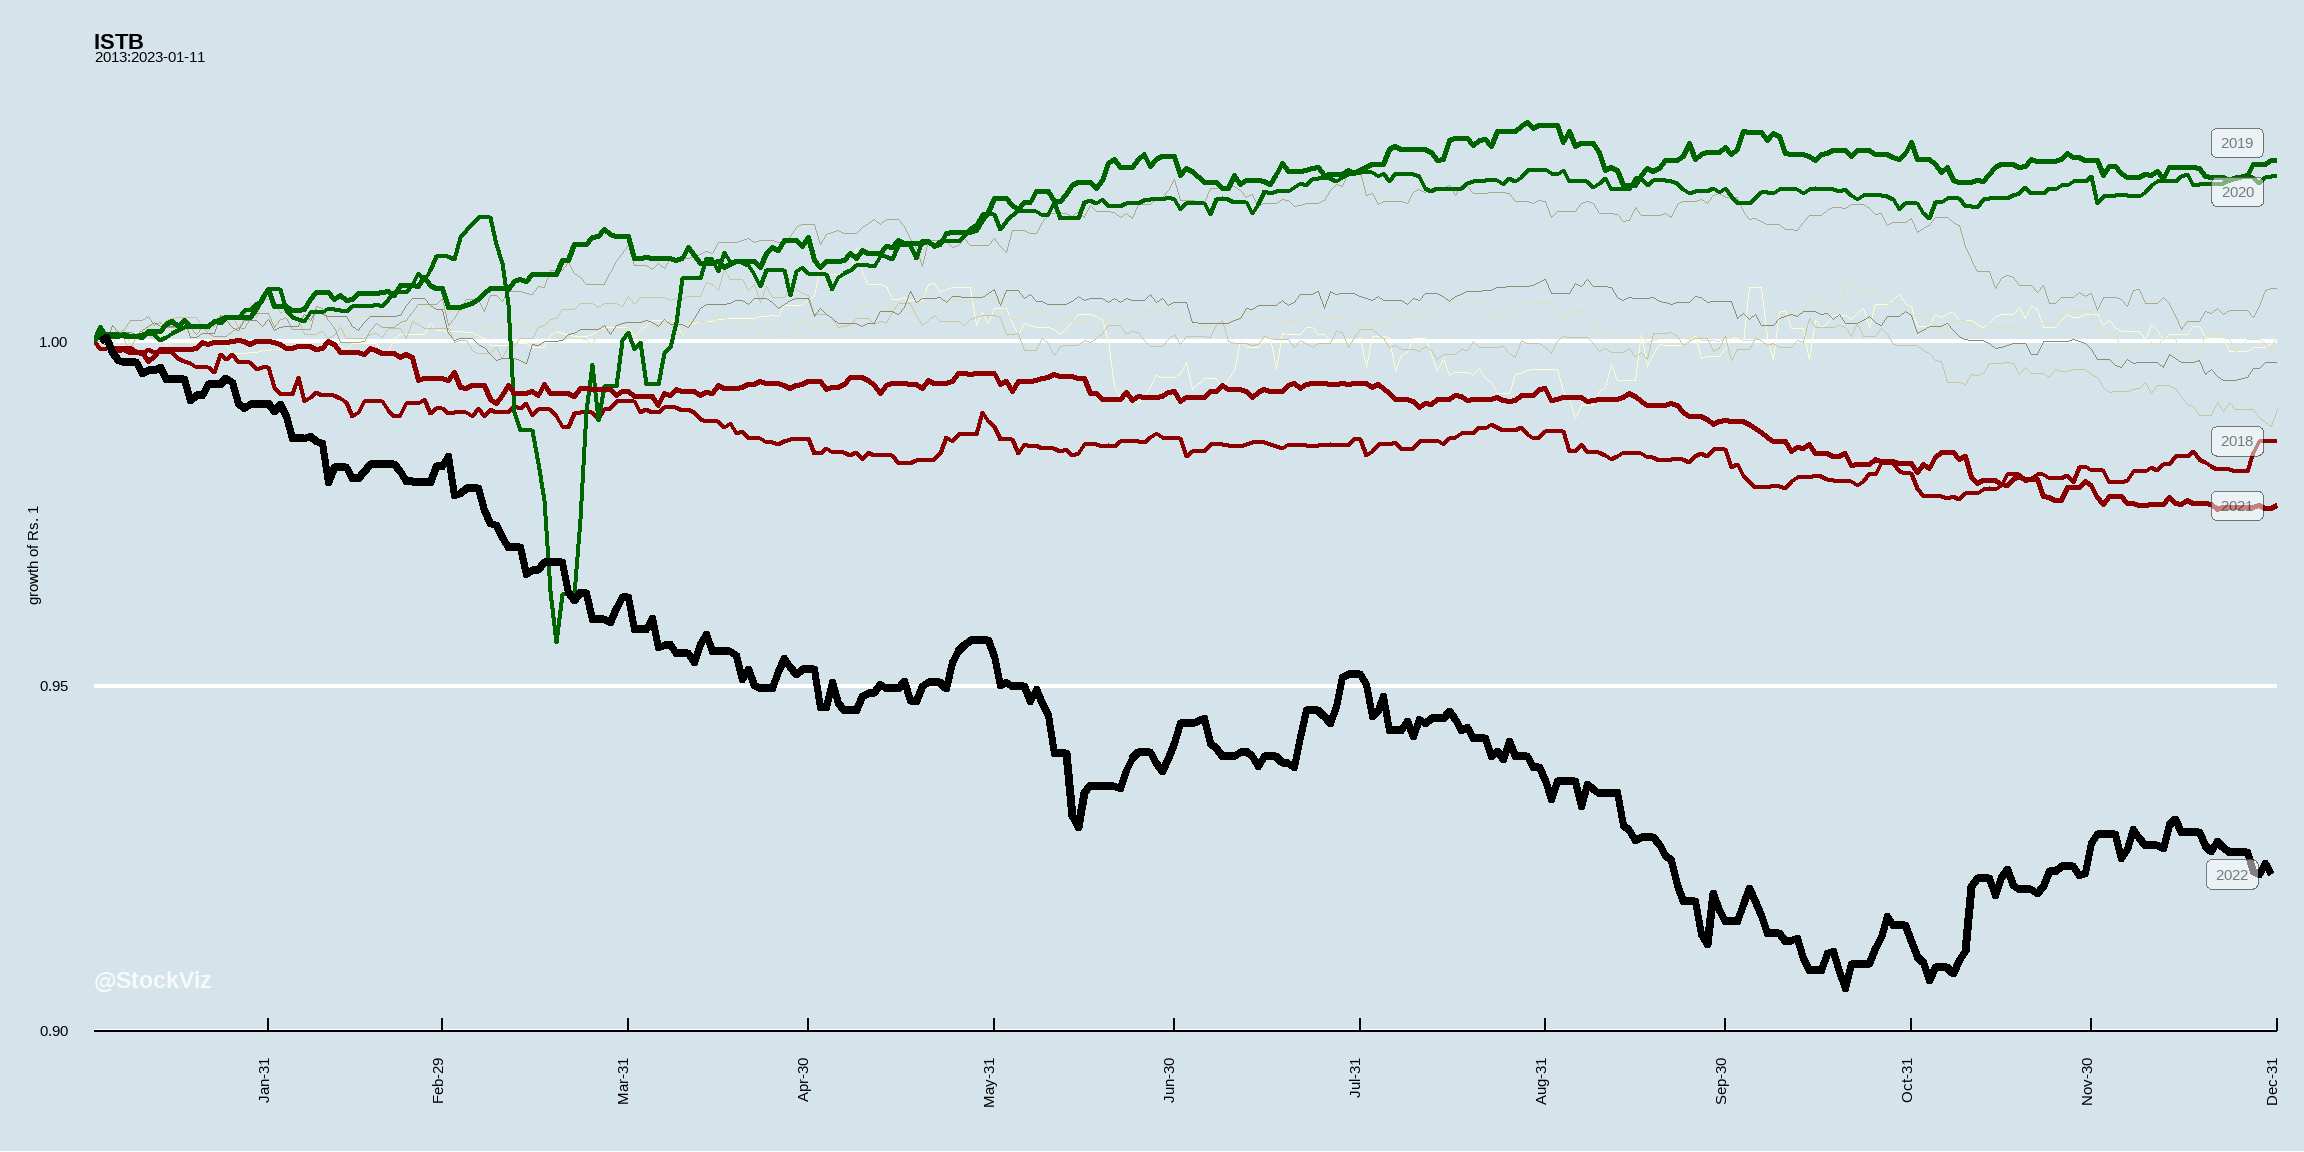 ISTB
2013:2023-01-11
2019
2020
1.00
2018
2021
growth of Rs. 1
0.95
2022
@StockViz
0.90
Jan-31
Feb-29
Mar-31
Apr-30
May-31
Jun-30
Jul-31
Aug-31
Sep-30
Oct-31
Nov-30
Dec-31